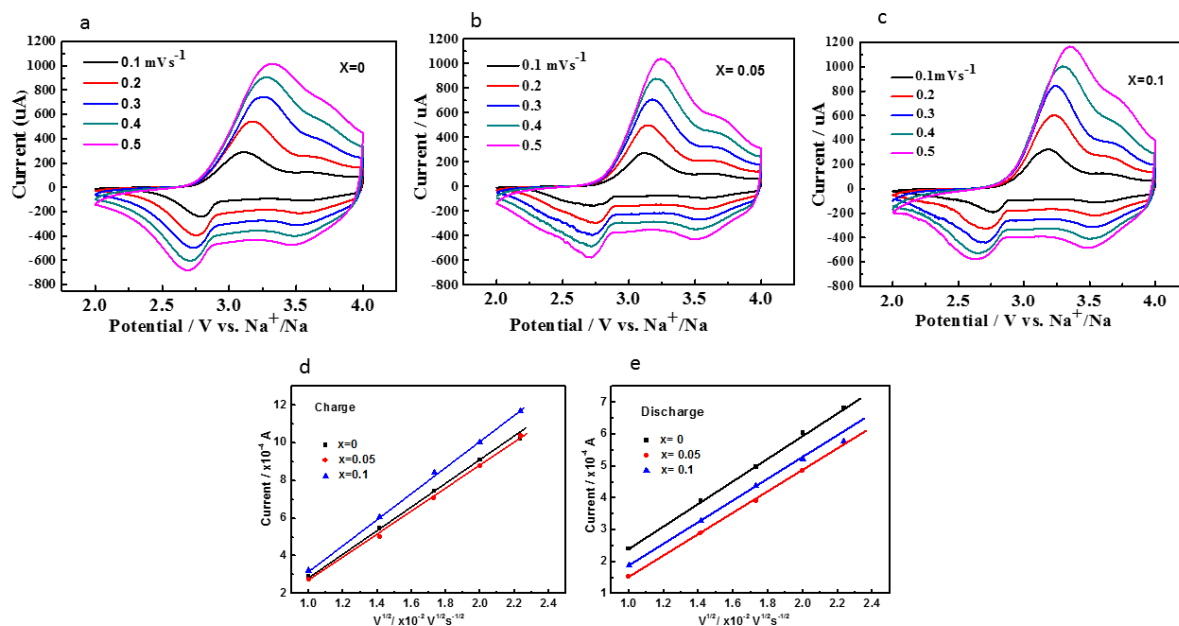 a
1200
1000
800
600
400
200
0
-200
-400
-600
-800
Current (uA)
0.1 mVs⁻¹
0.2
0.3
0.4
0.5
X=0
2.0 2.5 3.0 3.5 4.0
Potential / V vs. Na⁺/Na
b
1200
1000
800
600
400
200
0
-200
-400
-600
-800
Current / uA
0.1 mVs⁻¹
0.2
0.3
0.4
0.5
X= 0.05
2.0 2.5 3.0 3.5 4.0
Potential / V vs. Na⁺/Na
c
1200
1000
800
600
400
200
0
-200
-400
-600
-800
Current / uA
0.1mVs⁻¹
0.2
0.3
0.4
0.5
X=0.1
2.0 2.5 3.0 3.5 4.0
Potential / V vs. Na⁺/Na
d
12
10
8
6
4
2
Current / x10⁻⁴ A
Charge
x=0
x=0.05
x=0.1
1.0 1.2 1.4 1.6 1.8 2.0 2.2 2.4
V¹/²/ x10⁻² V¹/²s⁻¹/²
e
7
6
5
4
3
2
1
Current / x10⁻⁴ A
Discharge
x= 0
x= 0.05
x= 0.1
1.0 1.2 1.4 1.6 1.8 2.0 2.2 2.4
V¹/²/ x10⁻² V¹/²s⁻¹/²